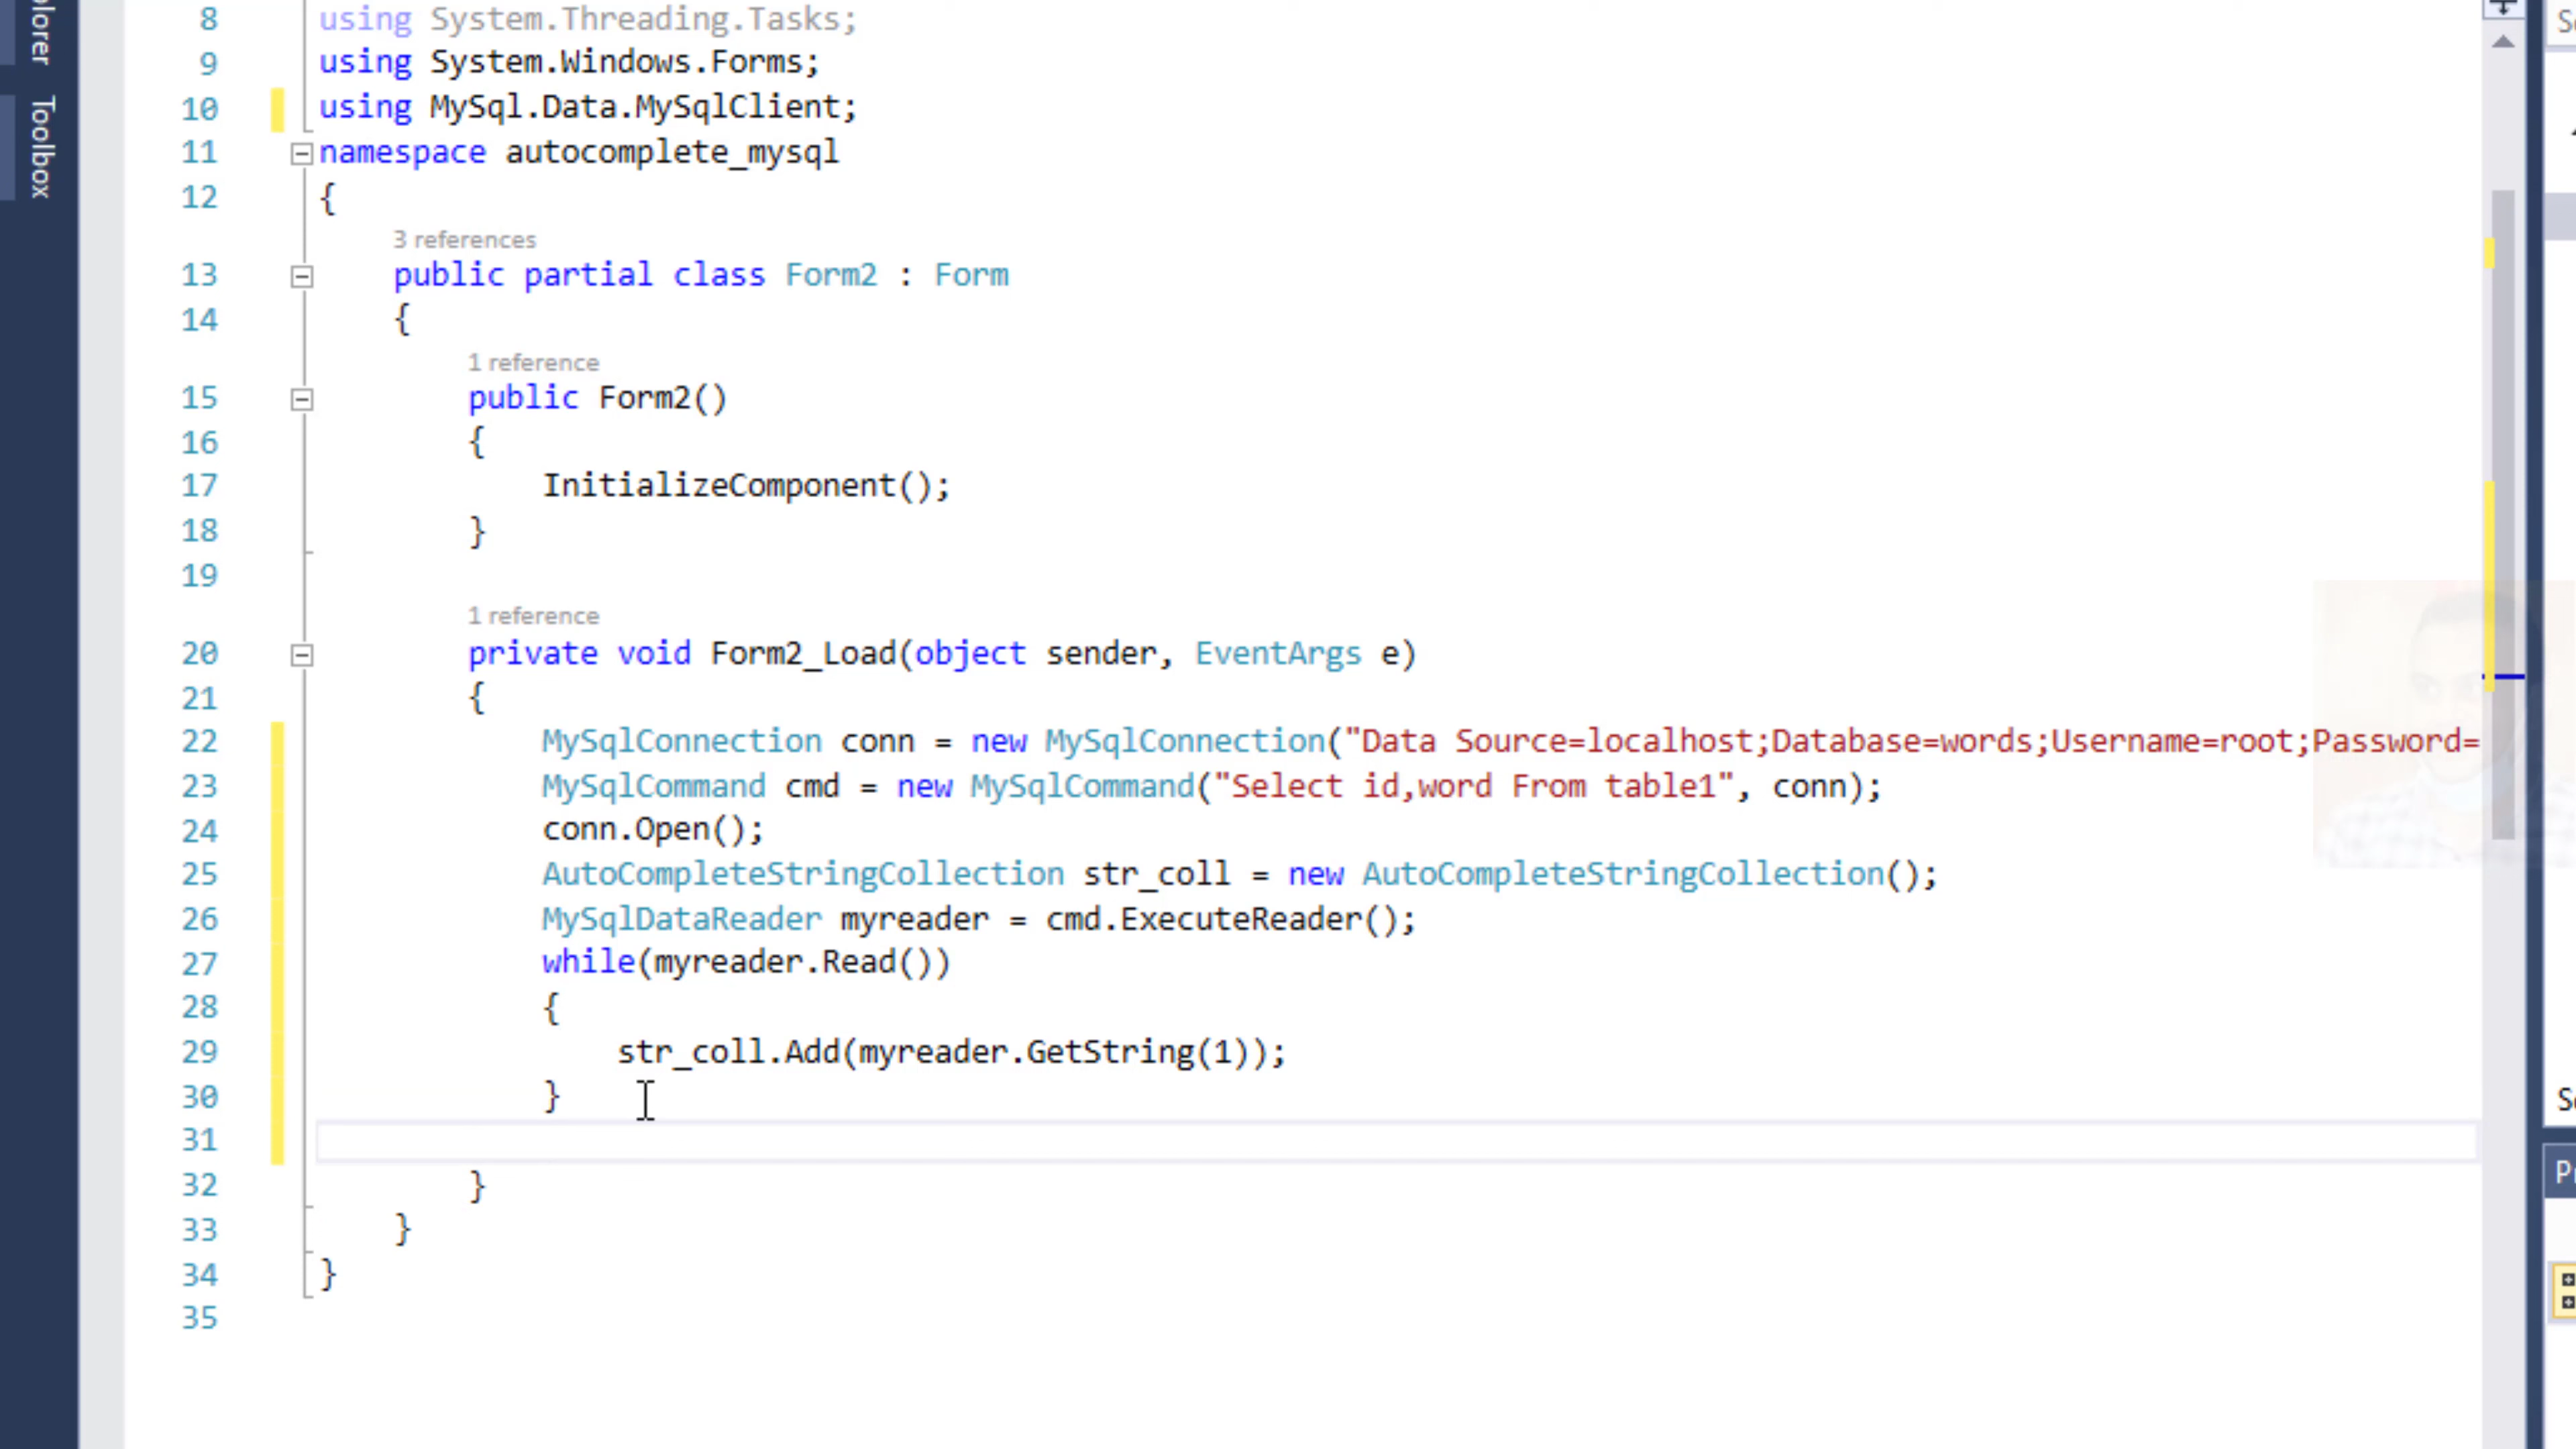 plorer
Toolbox
8 using System.Threading.Tasks;
9 using System.Windows.Forms;
10 using MySql.Data.MySqlClient;
11 namespace autocomplete_mysql
12 {
3 references
13 public partial class Form2 : Form
14 {
1 reference
15 public Form2()
16 {
17 InitializeComponent();
18 }
19
1 reference
20 private void Form2_Load(object sender, EventArgs e)
21 {
22 MySqlConnection conn = new MySqlConnection("Data Source=localhost;Database=words;Username=root;Password=
23 MySqlCommand cmd = new MySqlCommand("Select id,word From table1", conn);
24 conn.Open();
25 AutoCompleteStringCollection str_coll = new AutoCompleteStringCollection();
26 MySqlDataReader myreader = cmd.ExecuteReader();
27 while(myreader.Read())
28 {
29 str_coll.Add(myreader.GetString(1));
30 }
31
32 }
33 }
34 }
35